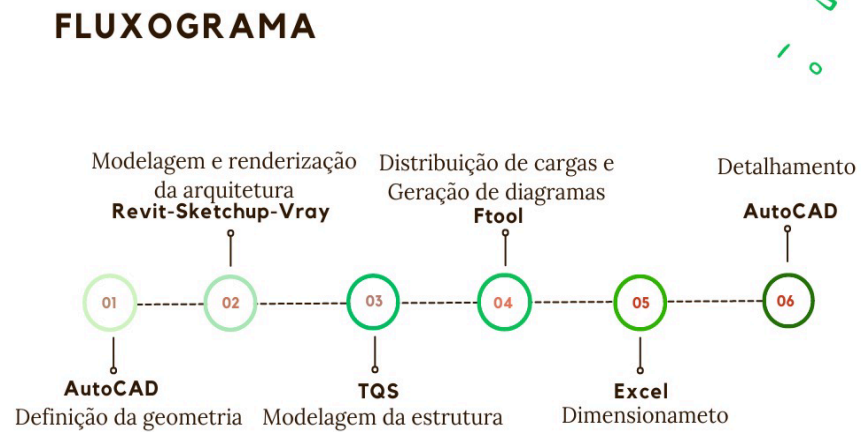 FLUXOGRAMA
Modelagem e renderização
da arquitetura
Revit-Sketchup-Vray
Distribuição de cargas e
Geração de diagramas
Ftool
Detalhamento
AutoCAD
01
02
03
04
05
06
AutoCAD
Definição da geometria
TQS
Modelagem da estrutura
Excel
Dimensionameto